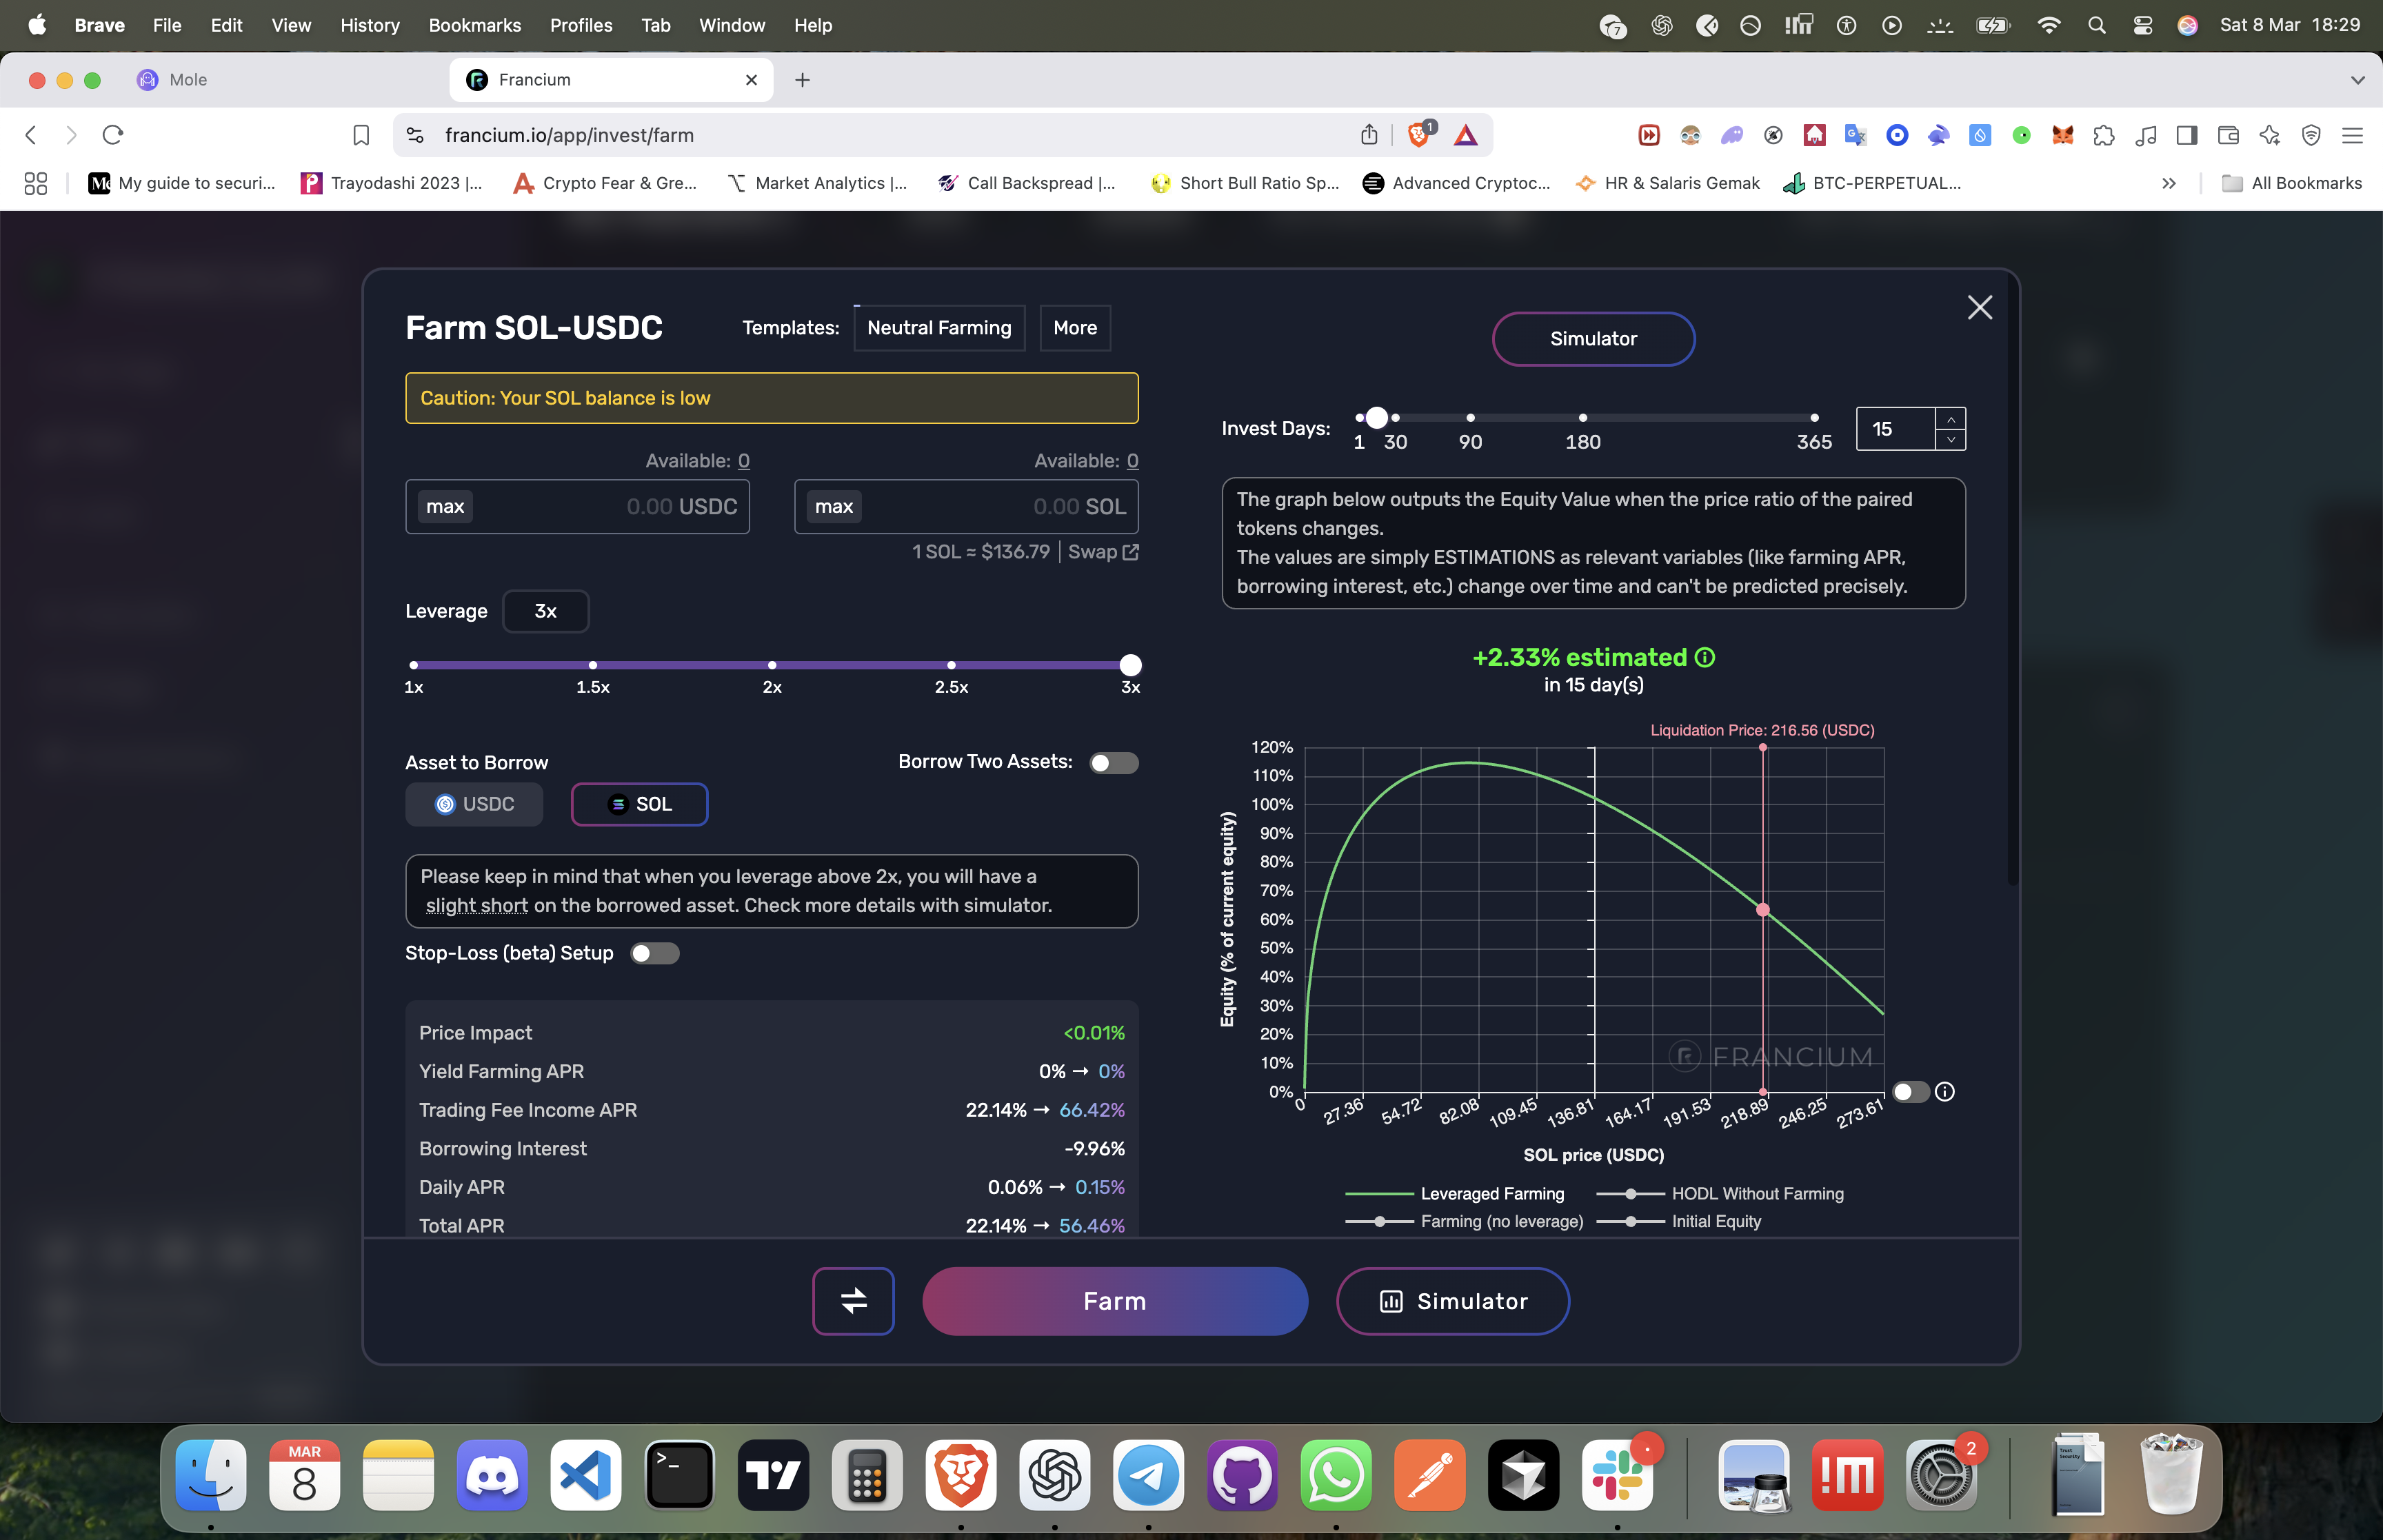 Brave File Edit View History Bookmarks Profiles Tab Window Help
7
Sat 8 Mar 18:29
Mole
Francium
francium.io/app/invest/farm
1
My guide to securi...
Trayodashi 2023 |...
Crypto Fear & Gre...
Market Analytics |...
Call Backspread |...
Short Bull Ratio Sp...
Advanced Cryptoc...
HR & Salaris Gemak
BTC-PERPETUAL...
All Bookmarks
Farm SOL-USDC
Templates:
Neutral Farming
More
Caution: Your SOL balance is low
Available: 0
Available: 0
max 0.00 USDC
max 0.00 SOL
1 SOL ≈ $136.79 | Swap
Leverage 3x
1x 1.5x 2x 2.5x 3x
Asset to Borrow
Borrow Two Assets:
USDC
SOL
Please keep in mind that when you leverage above 2x, you will have a
slight short on the borrowed asset. Check more details with simulator.
Stop-Loss (beta) Setup
Price Impact <0.01%
Yield Farming APR 0% → 0%
Trading Fee Income APR 22.14% → 66.42%
Borrowing Interest -9.96%
Daily APR 0.06% → 0.15%
Total APR 22.14% → 56.46%
Simulator
Invest Days:
1 30 90 180 365
15
The graph below outputs the Equity Value when the price ratio of the paired
tokens changes.
The values are simply ESTIMATIONS as relevant variables (like farming APR,
borrowing interest, etc.) change over time and can't be predicted precisely.
+2.33% estimated
in 15 day(s)
Liquidation Price: 216.56 (USDC)
Equity (% of current equity)
120%
110%
100%
90%
80%
70%
60%
50%
40%
30%
20%
10%
0%
FRANCIUM
0 27.36 54.72 82.08 109.45 136.81 164.17 191.53 218.89 246.25 273.61
SOL price (USDC)
Leveraged Farming
HODL Without Farming
Farming (no leverage)
Initial Equity
Farm
Simulator
MAR
8
2